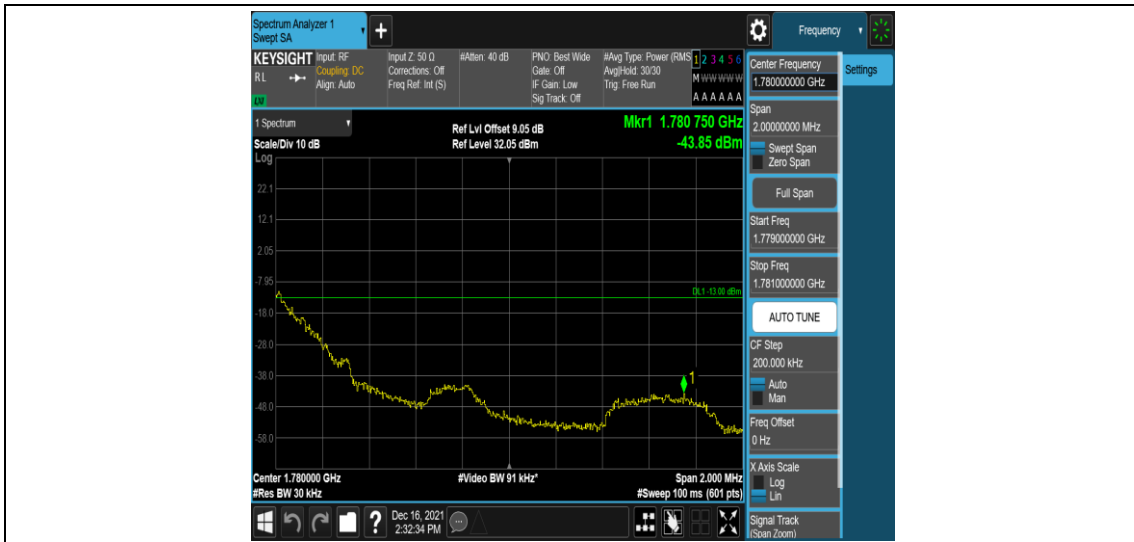 Spectrum Analyzer 1
Swept SA
+
Frequency
KEYSIGHT
RL
LXI
Input: RF
Coupling: DC
Align: Auto
Input Z: 50 Ω
Corrections: Off
Freq Ref: Int (S)
#Atten: 40 dB
PNO: Best Wide
Gate: Off
IF Gain: Low
Sig Track: Off
#Avg Type: Power (RMS
Avg|Hold: 30/30
Trig: Free Run
1 2 3 4 5 6
M W W W W W
A A A A A A
1 Spectrum
Scale/Div 10 dB
Ref Lvl Offset 9.05 dB
Ref Level 32.05 dBm
Mkr1 1.780 750 GHz
-43.85 dBm
Log
22.1
12.1
2.05
-7.95
DL1 -13.00 dBm
-18.0
-28.0
-38.0
1
-48.0
-58.0
Center 1.780000 GHz
#Video BW 91 kHz*
Span 2.000 MHz
#Res BW 30 kHz
#Sweep 100 ms (601 pts)
?
Dec 16, 2021
2:32:34 PM
Center Frequency
1.780000000 GHz
Settings
Span
2.00000000 MHz
Swept Span
Zero Span
Full Span
Start Freq
1.779000000 GHz
Stop Freq
1.781000000 GHz
AUTO TUNE
CF Step
200.000 kHz
Auto
Man
Freq Offset
0 Hz
X Axis Scale
Log
Lin
Signal Track
(Span Zoom)